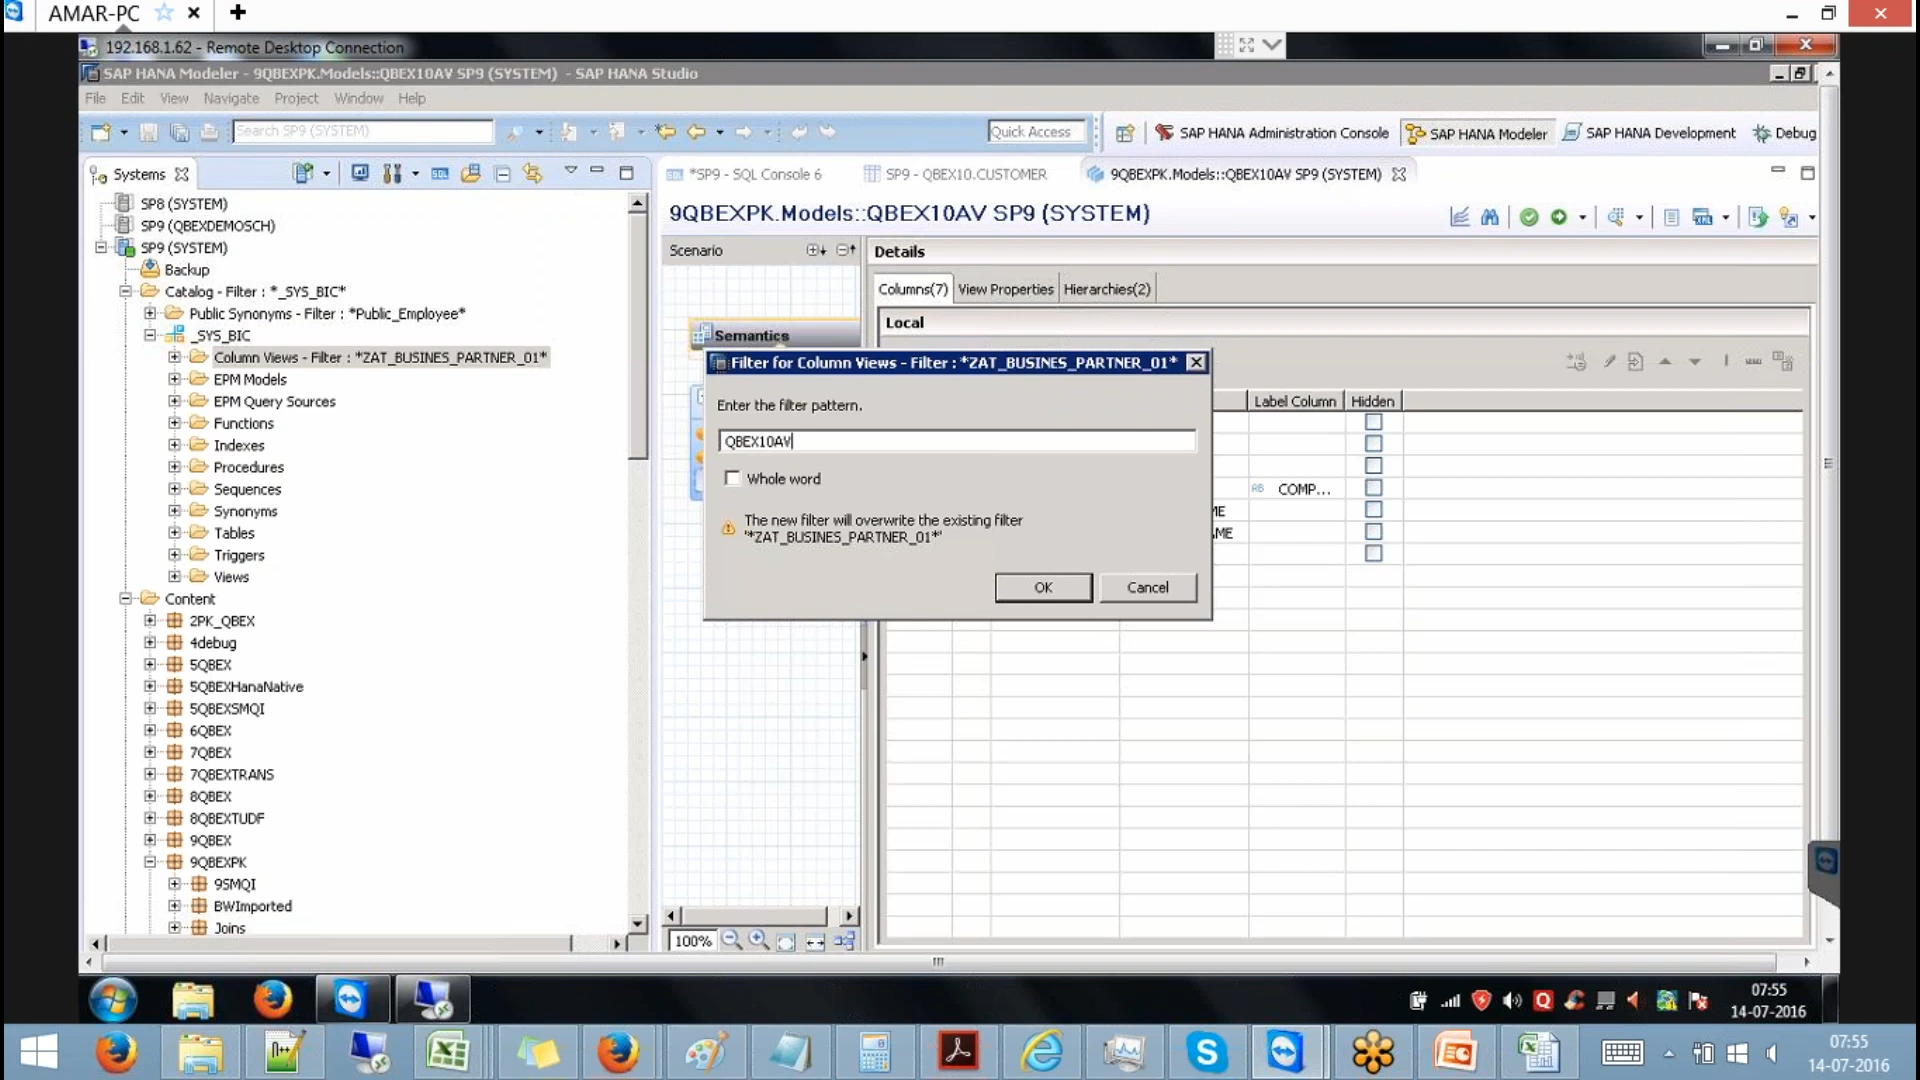 AMAR-PC
192.168.1.62 - Remote Desktop Connection
SAP HANA Modeler - 9QBEXPK.Models::QBEX10AV SP9 (SYSTEM) - SAP HANA Studio
File Edit View Navigate Project Window Help
Search SP9 (SYSTEM)
Quick Access
SAP HANA Administration Console
SAP HANA Modeler
SAP HANA Development
Debug
Systems
SP8 (SYSTEM)
SP9 (QBEXDEMOSCH)
SP9 (SYSTEM)
Backup
Catalog - Filter : *_SYS_BIC*
Public Synonyms - Filter : *Public_Employee*
_SYS_BIC
Column Views - Filter : *ZAT_BUSINES_PARTNER_01*
EPM Models
EPM Query Sources
Functions
Indexes
Procedures
Sequences
Synonyms
Tables
Triggers
Views
Content
2PK_QBEX
4debug
5QBEX
5QBEXHanaNative
5QBEXSMQI
6QBEX
7QBEX
7QBEXTRANS
8QBEX
8QBEXTUDF
9QBEX
9QBEXPK
9SMQI
BWImported
Joins
*SP9 - SQL Console 6
SP9 - QBEX10.CUSTOMER
9QBEXPK.Models::QBEX10AV SP9 (SYSTEM)
9QBEXPK.Models::QBEX10AV SP9 (SYSTEM)
Scenario
Semantics
100%
Details
Columns(7) View Properties Hierarchies(2)
Local
Label Column Hidden
COMP...
ME
AME
Filter for Column Views - Filter : *ZAT_BUSINES_PARTNER_01*
Enter the filter pattern.
QBEX10AV
Whole word
The new filter will overwrite the existing filter
'*ZAT_BUSINES_PARTNER_01*'
OK Cancel
07:55
14-07-2016
07:55
14-07-2016